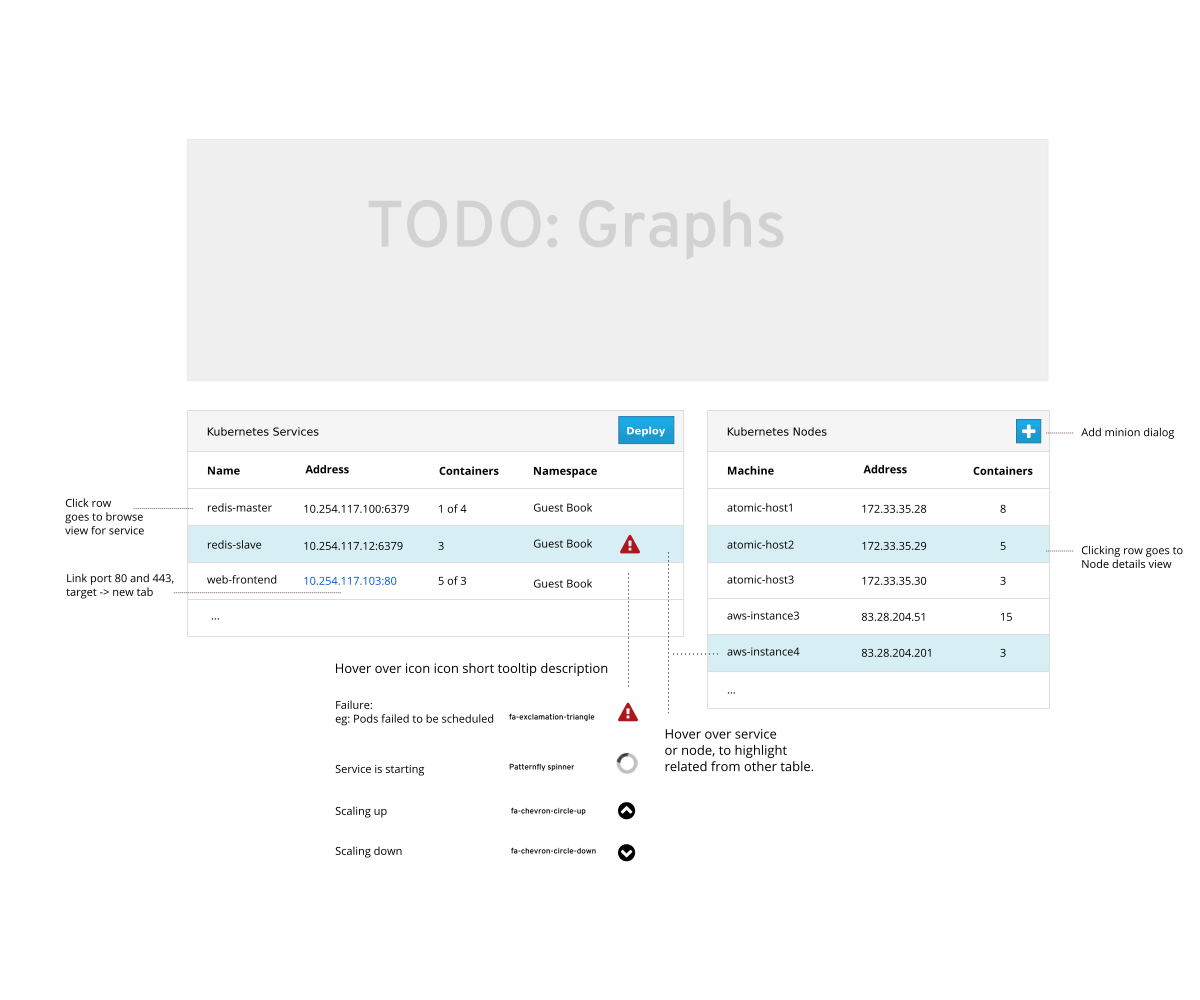 TODO: Graphs
Kubernetes Services
Deploy
Name Address Containers Namespace
redis-master 10.254.117.100:6379 1 of 4 Guest Book
redis-slave 10.254.117.12:6379 3 Guest Book
web-frontend 10.254.117.103:80 5 of 3 Guest Book
...
Kubernetes Nodes
Machine Address Containers
atomic-host1 172.33.35.28 8
atomic-host2 172.33.35.29 5
atomic-host3 172.33.35.30 3
aws-instance3 83.28.204.51 15
aws-instance4 83.28.204.201 3
...
Click row
goes to browse
view for service
Link port 80 and 443,
target -> new tab
Add minion dialog
Clicking row goes to
Node details view
Hover over icon icon short tooltip description
Failure:
eg: Pods failed to be scheduled fa-exclamation-triangle
Service is starting Patternfly spinner
Scaling up fa-chevron-circle-up
Scaling down fa-chevron-circle-down
Hover over service
or node, to highlight
related from other table.